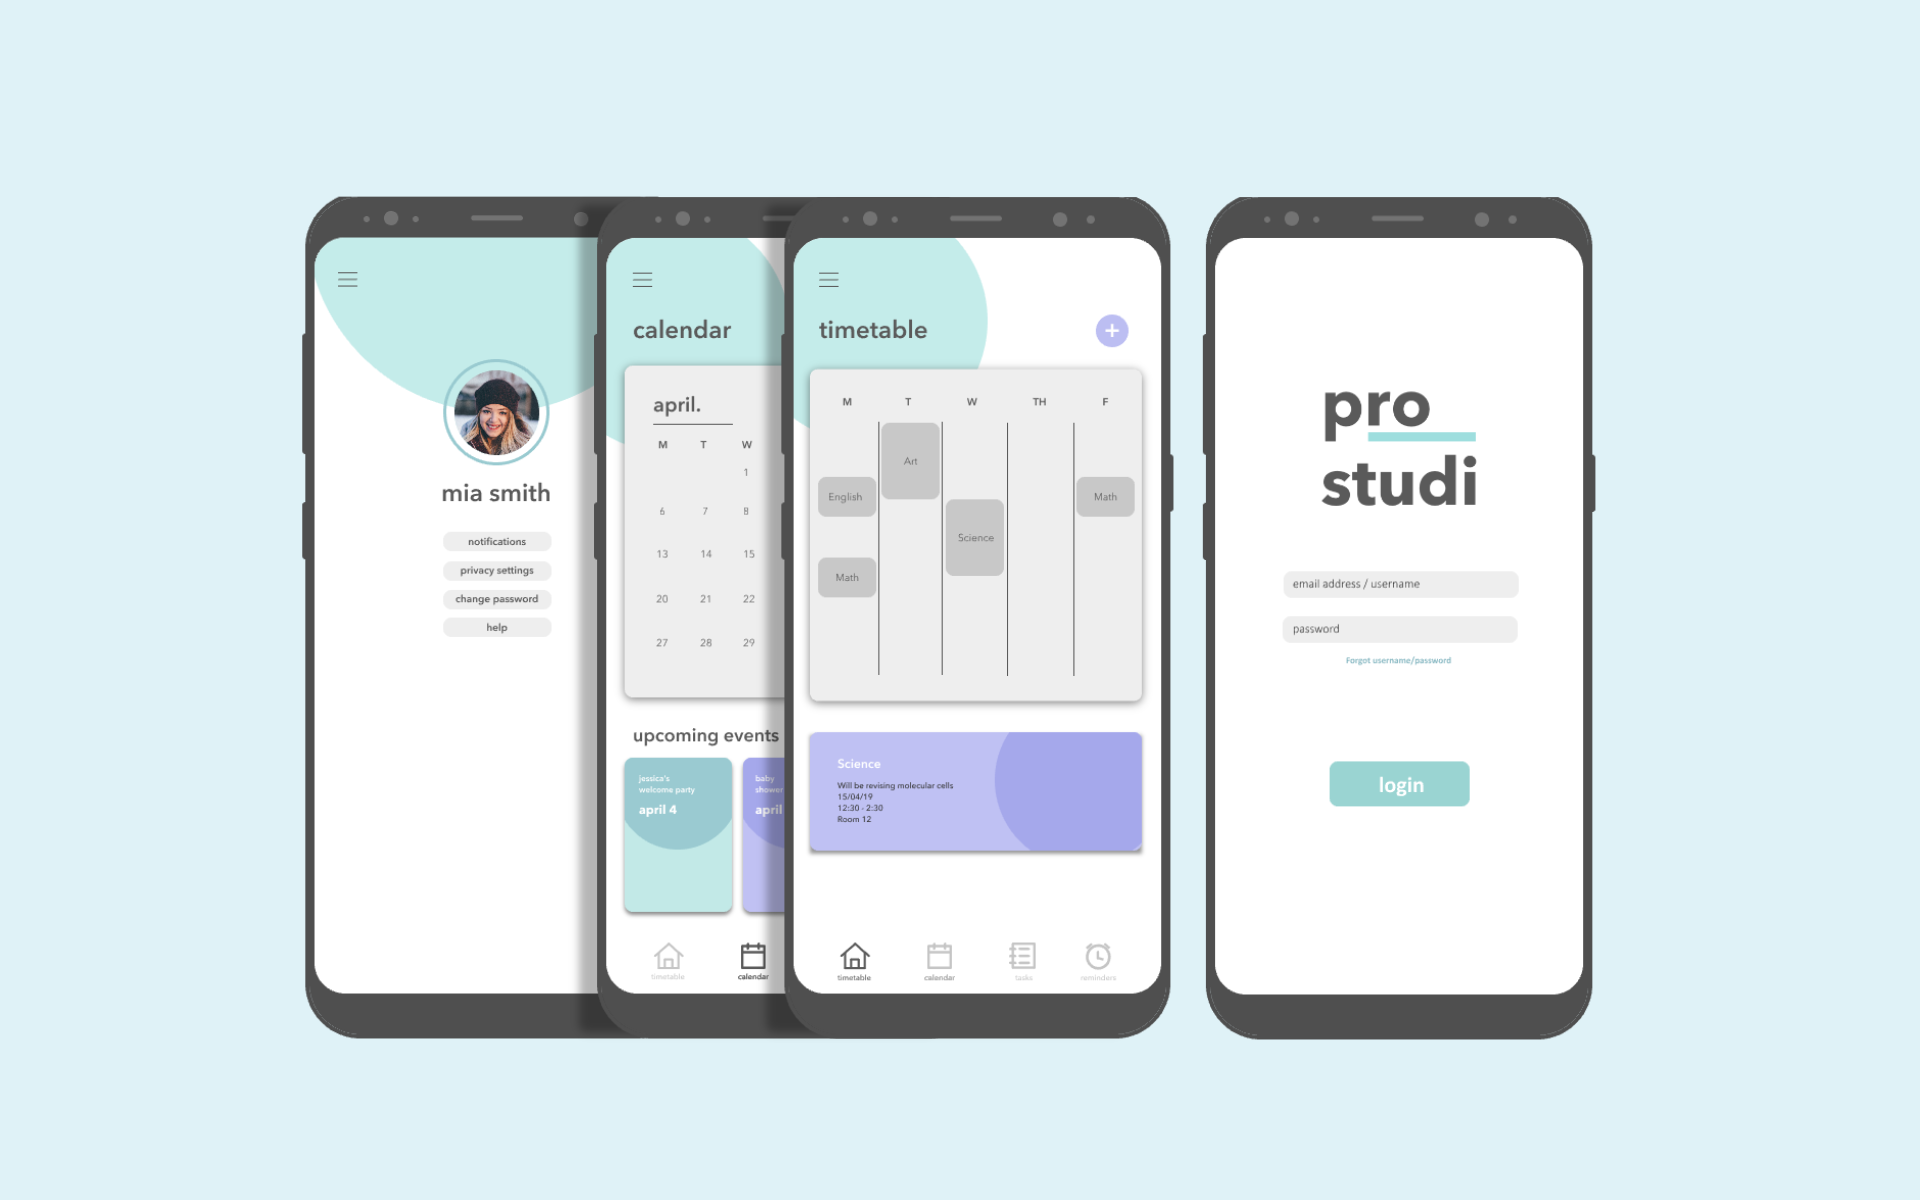 mia smith
notifications
privacy settings
change password
help
calendar
april.
M T W
1
6 7 8
13 14 15
20 21 22
27 28 29
upcoming events
jessica's
welcome party
april 4
baby
shower
april
timetable calendar
timetable
+
M T W TH F
Art
English
Math
Science
Math
Science
Will be revising molecular cells
15/04/19
12:30 - 2:30
Room 12
timetable calendar tasks reminders
pro
studi
email address / username
password
Forgot username/password
login